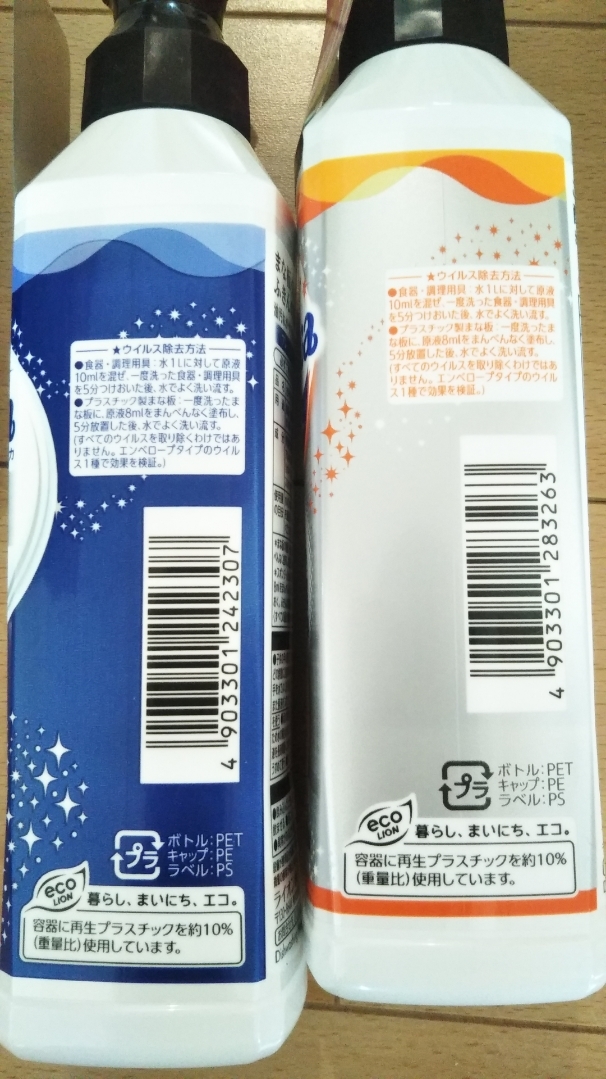 ★ウイルス除去方法
●食器・調理用具：水1Lに対して原液
10mlを混ぜ、一度洗った食器・調理用具
を5分つけおいた後、水でよく洗い流す。
●プラスチック製まな板：一度洗ったま
な板に、原液8mlをまんべんなく塗布し、
5分放置した後、水でよく洗い流す。
(すべてのウイルスを取り除くわけではあ
りません。エンベロープタイプのウイル
ス1種で効果を検証。)
4 903301 242307
プラ
ボトル：PET
キャップ：PE
ラベル：PS
eco
LION
暮らし、まいにち、エコ。
容器に再生プラスチックを約10%
(重量比)使用しています。
★ウイルス除去方法
●食器・調理用具：水1Lに対して原液
10mlを混ぜ、一度洗った食器・調理用具
を5分つけおいた後、水でよく洗い流す。
●プラスチック製まな板：一度洗ったま
な板に、原液8mlをまんべんなく塗布し、
5分放置した後、水でよく洗い流す。
(すべてのウイルスを取り除くわけではあ
りません。エンベロープタイプのウイル
ス1種で効果を検証。)
4 903301 283263
プラ
ボトル：PET
キャップ：PE
ラベル：PS
eco
LION
暮らし、まいにち、エコ。
容器に再生プラスチックを約10%
(重量比)使用しています。